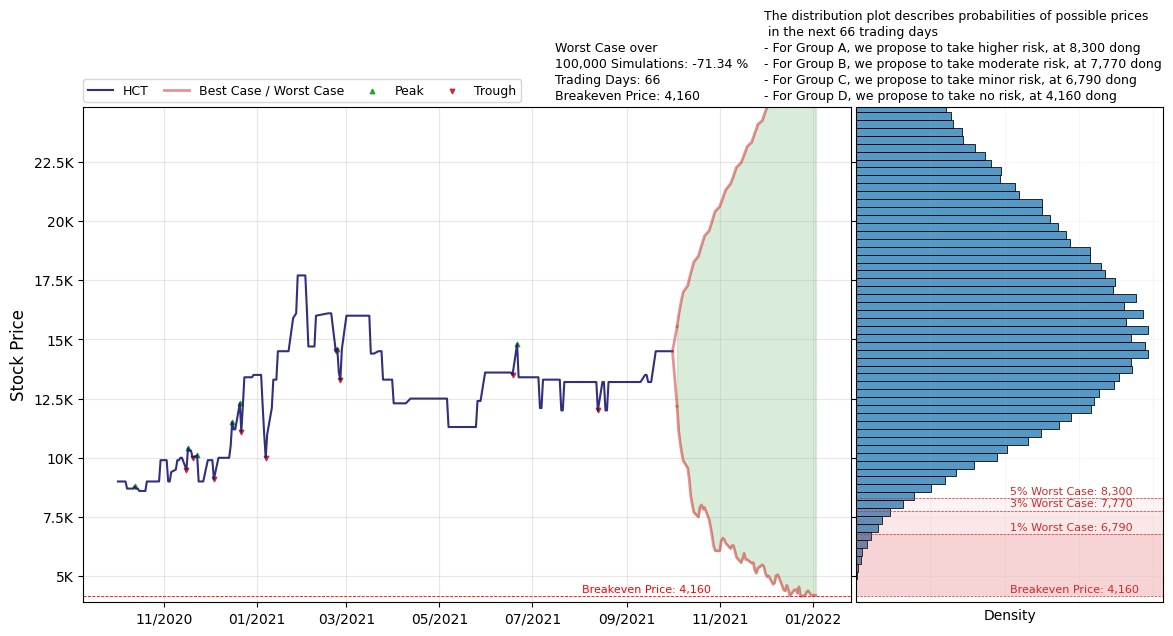 The distribution plot describes probabilities of possible prices
in the next 66 trading days
- For Group A, we propose to take higher risk, at 8,300 dong
- For Group B, we propose to take moderate risk, at 7,770 dong
- For Group C, we propose to take minor risk, at 6,790 dong
- For Group D, we propose to take no risk, at 4,160 dong
Worst Case over
100,000 Simulations: -71.34 %
Trading Days: 66
Breakeven Price: 4,160
HCT
Best Case / Worst Case
Peak
Trough
Stock Price
22.5K
20K
17.5K
15K
12.5K
10K
7.5K
5K
Breakeven Price: 4,160
11/2020
01/2021
03/2021
05/2021
07/2021
09/2021
11/2021
01/2022
5% Worst Case: 8,300
3% Worst Case: 7,770
1% Worst Case: 6,790
Breakeven Price: 4,160
Density